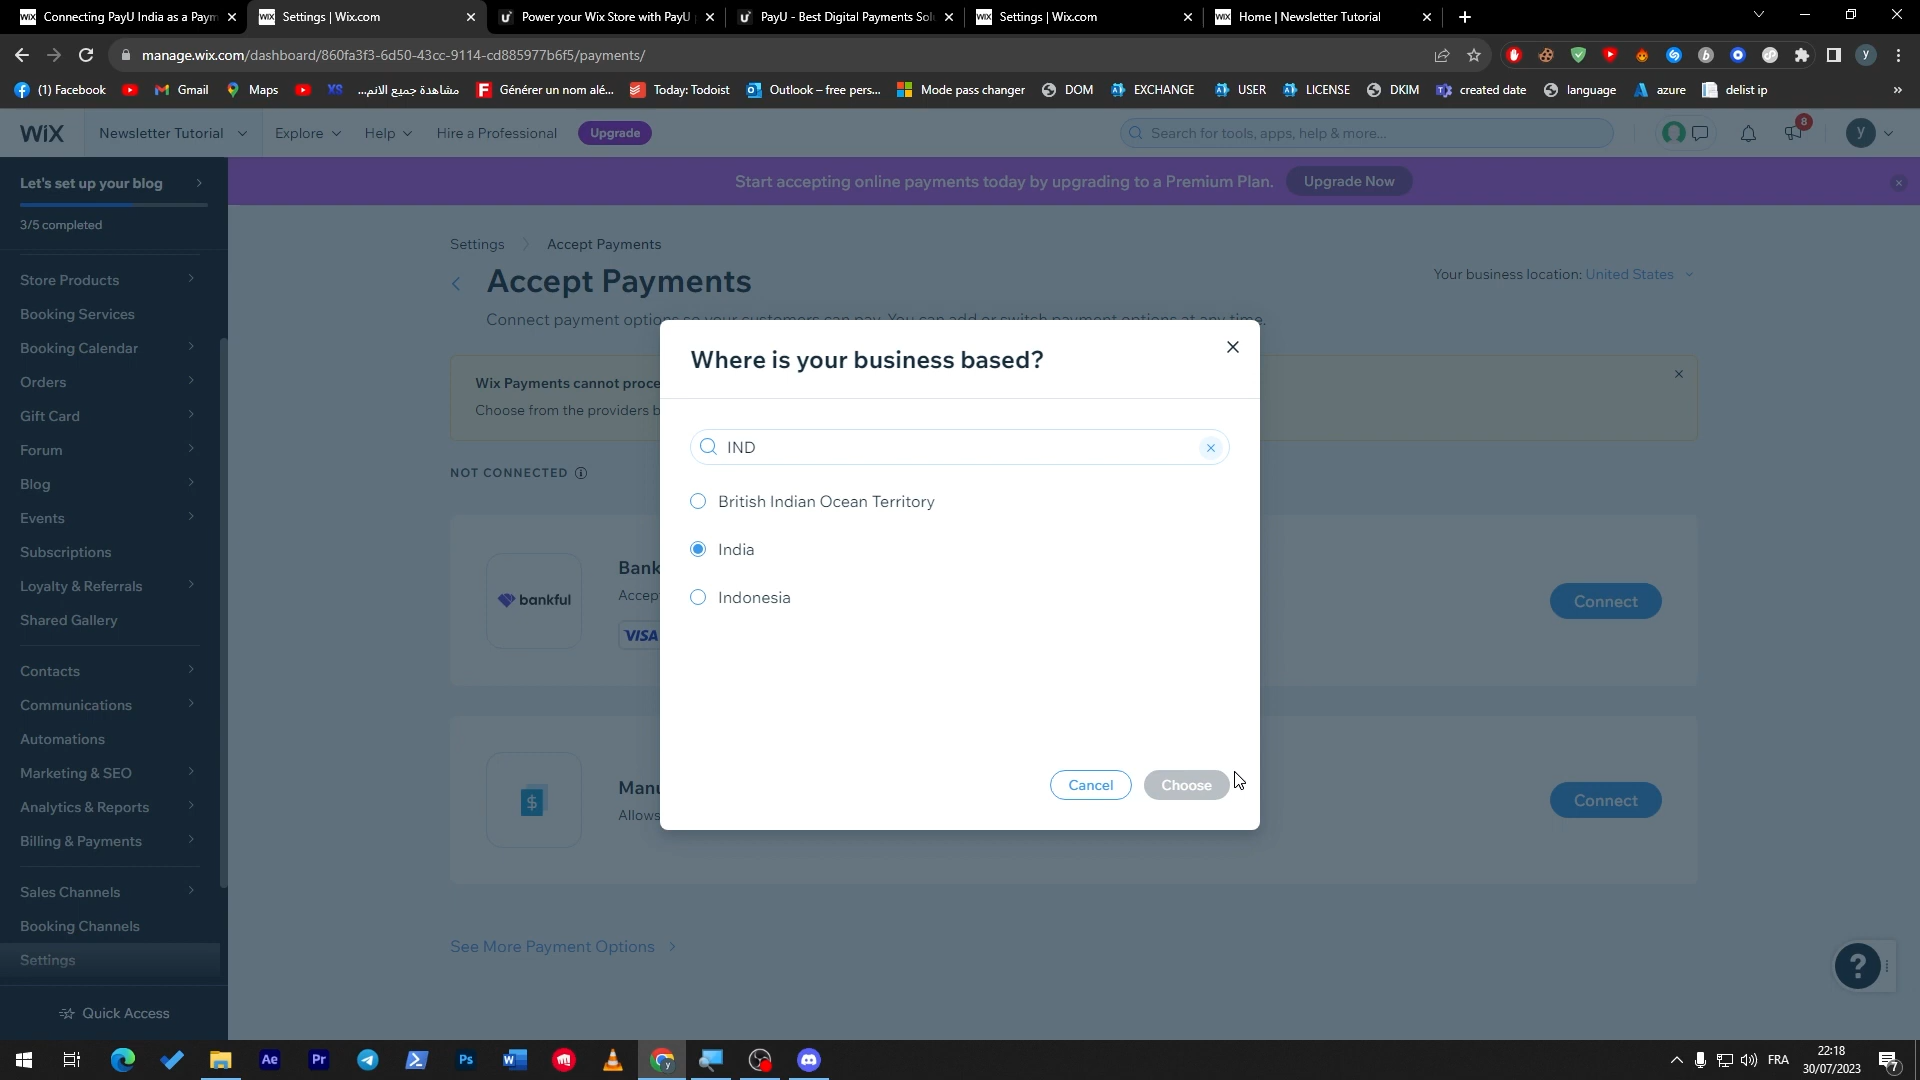 Connecting PayU India as a Paym
Settings | Wix.com
Power your Wix Store with PayU
PayU - Best Digital Payments Sol
Settings | Wix.com
Home | Newsletter Tutorial
manage.wix.com/dashboard/860fa3f3-6d50-43cc-9114-cd885977b6f5/payments/
(1) Facebook
Gmail
Maps
مشاهدة جميع الانم...
Générer un nom alé...
Today: Todoist
Outlook – free pers...
Mode pass changer
DOM
EXCHANGE
USER
LICENSE
DKIM
created date
language
azure
delist ip
WiX
Newsletter Tutorial
Explore
Help
Hire a Professional
Upgrade
Search for tools, apps, help & more...
8
y
Let's set up your blog
3/5 completed
Start accepting online payments today by upgrading to a Premium Plan.
Upgrade Now
Store Products
Booking Services
Booking Calendar
Orders
Gift Card
Forum
Blog
Events
Subscriptions
Loyalty & Referrals
Shared Gallery
Contacts
Communications
Automations
Marketing & SEO
Analytics & Reports
Billing & Payments
Sales Channels
Booking Channels
Settings
Quick Access
Settings
Accept Payments
Accept Payments
Your business location: United States
Connect payment options so your customers can pay. You can add or switch payment options at any time.
Wix Payments cannot proce
Choose from the providers b
NOT CONNECTED
bankful
Bank
Accep
VISA
Connect
Manu
Allows
Connect
See More Payment Options
Where is your business based?
IND
British Indian Ocean Territory
India
Indonesia
Cancel
Choose
?
FRA
22:18
30/07/2023
7